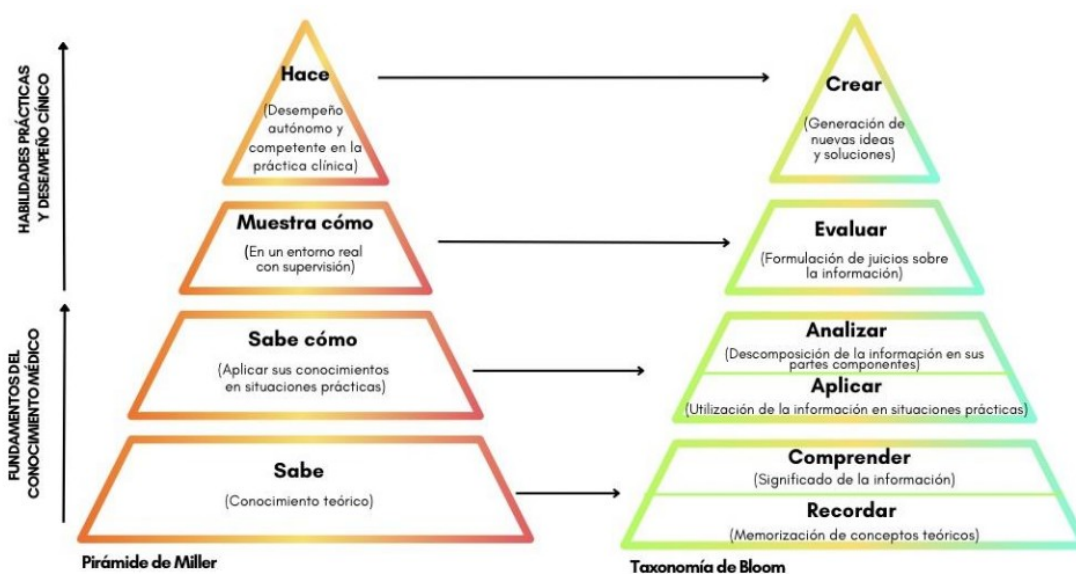 HABILIDADES PRÁCTICAS
Y DESEMPEÑO CÍNICO
FUNDAMENTOS DEL
CONOCIMIENTO MÉDICO
Hace
(Desempeño
autónomo y
competente en la
práctica clínica)
Muestra cómo
(En un entorno real
con supervisión)
Sabe cómo
(Aplicar sus conocimientos
en situaciones prácticas)
Sabe
(Conocimiento teórico)
Pirámide de Miller
Crear
(Generación de
nuevas ideas
y soluciones)
Evaluar
(Formulación de juicios sobre
la información)
Analizar
(Descomposición de la información en sus
partes componentes)
Aplicar
(Utilización de la información en situaciones prácticas)
Comprender
(Significado de la información)
Recordar
(Memorización de conceptos teóricos)
Taxonomía de Bloom